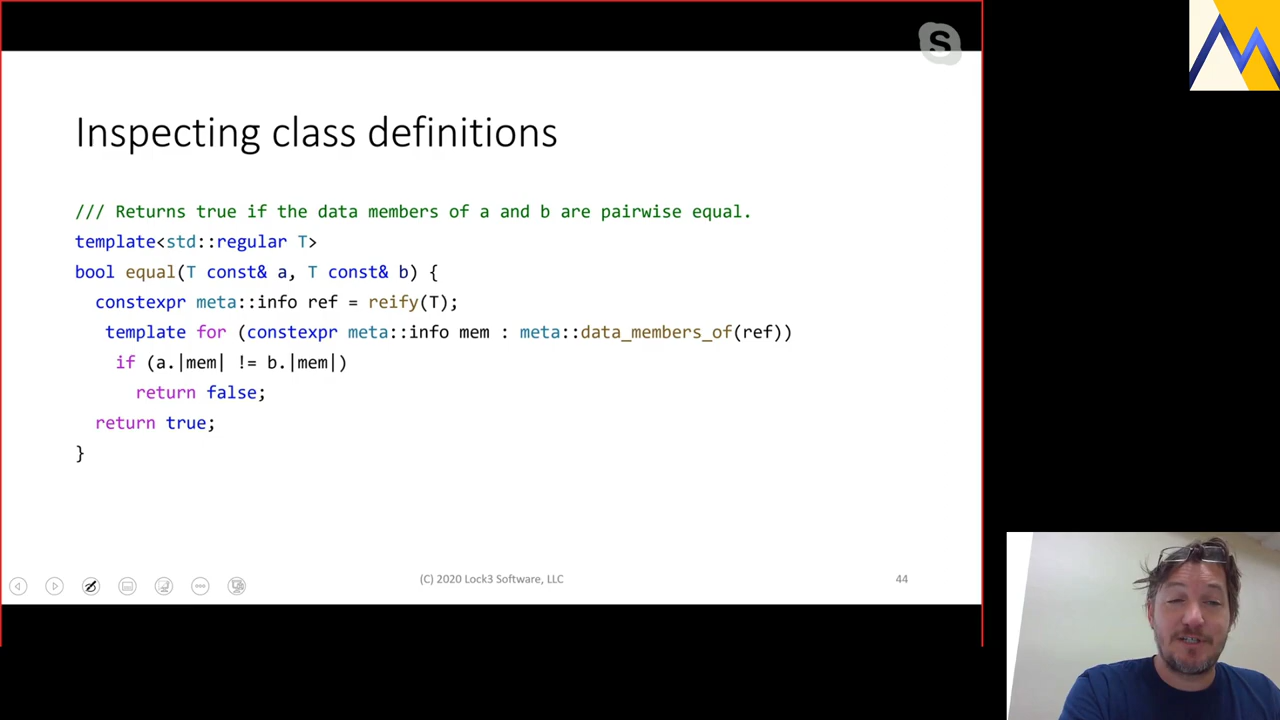 Inspecting class definitions
/// Returns true if the data members of a and b are pairwise equal.
template<std::regular T>
bool equal(T const& a, T const& b) {
constexpr meta::info ref = reify(T);
template for (constexpr meta::info mem : meta::data_members_of(ref))
if (a.|mem| != b.|mem|)
return false;
return true;
}
(C) 2020 Lock3 Software, LLC
44
S